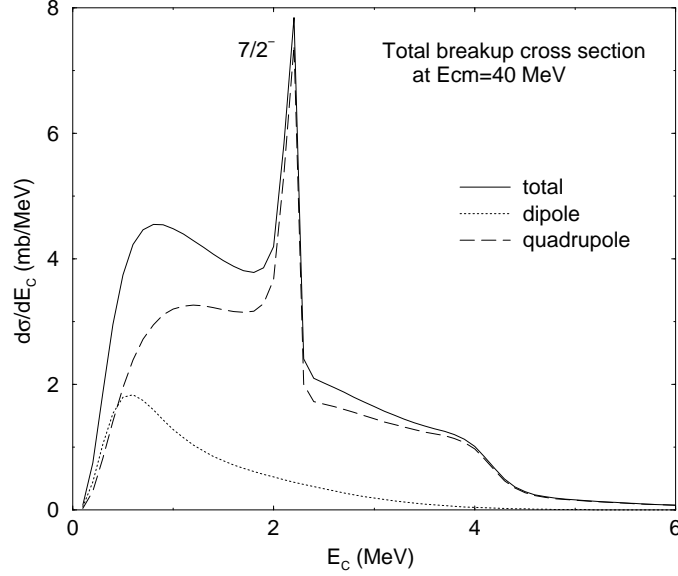 8
6
4
2
0
dσ/dE_C (mb/MeV)
7/2⁻
Total breakup cross section
at Ecm=40 MeV
total
dipole
quadrupole
0
2
4
6
E_C (MeV)